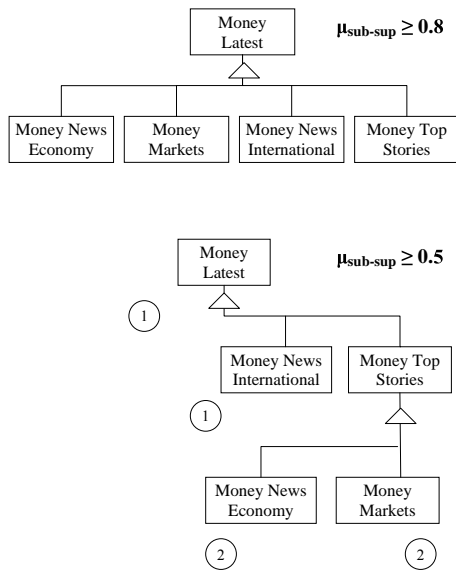 Money
Latest
μsub-sup ≥ 0.8
Money News
Economy
Money
Markets
Money News
International
Money Top
Stories
Money
Latest
μsub-sup ≥ 0.5
1
Money News
International
Money Top
Stories
1
Money News
Economy
Money
Markets
2
2